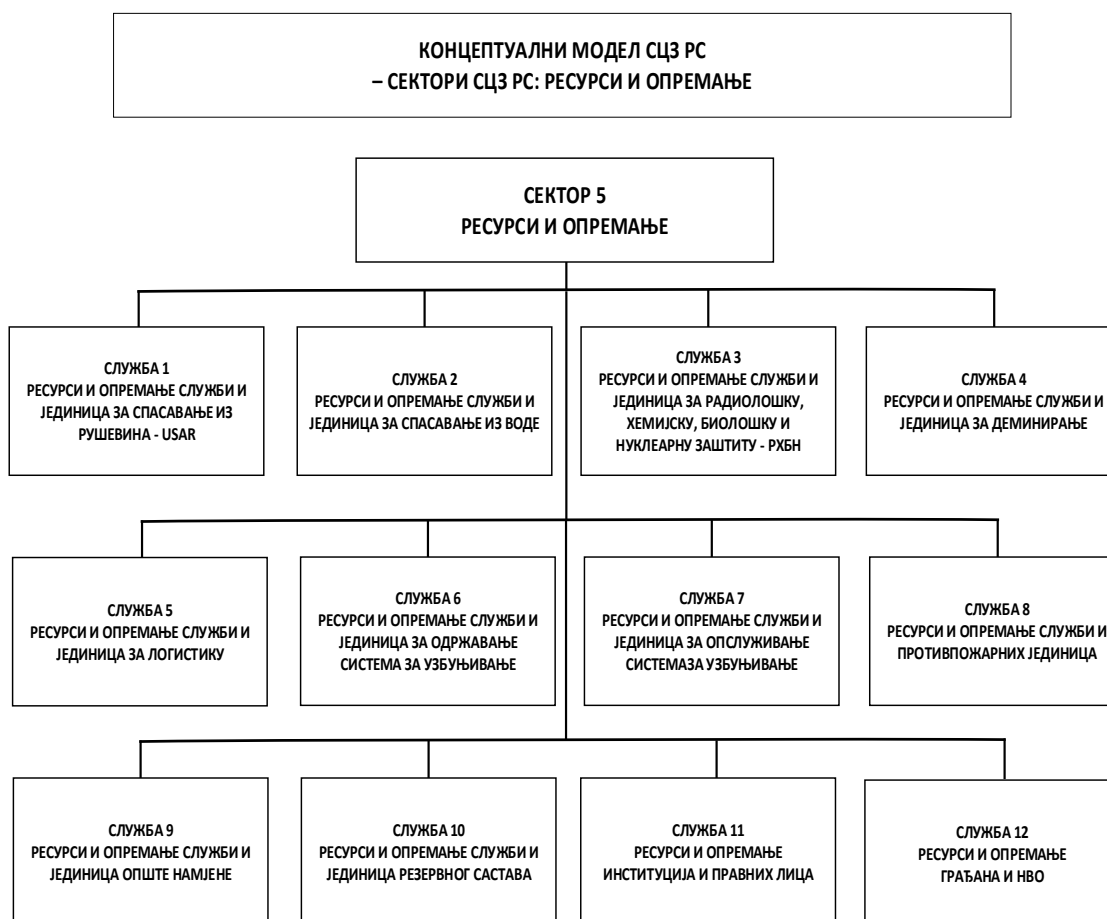 КОНЦЕПТУАЛНИ МОДЕЛ СЦЗ РС
– СЕКТОРИ СЦЗ РС: РЕСУРСИ И ОПРЕМАЊЕ
СЕКТОР 5
РЕСУРСИ И ОПРЕМАЊЕ
СЛУЖБА 1
РЕСУРСИ И ОПРЕМАЊЕ СЛУЖБИ И
ЈЕДИНИЦА ЗА СПАСАВАЊЕ ИЗ
РУШЕВИНА - USAR
СЛУЖБА 2
РЕСУРСИ И ОПРЕМАЊЕ СЛУЖБИ И
ЈЕДИНИЦА ЗА СПАСАВАЊЕ ИЗ ВОДЕ
СЛУЖБА 3
РЕСУРСИ И ОПРЕМАЊЕ СЛУЖБИ И
ЈЕДИНИЦА ЗА РАДИОЛОШКУ,
ХЕМИЈСКУ, БИОЛОШКУ И
НУКЛЕАРНУ ЗАШТИТУ - РХБН
СЛУЖБА 4
РЕСУРСИ И ОПРЕМАЊЕ СЛУЖБИ И
ЈЕДИНИЦА ЗА ДЕМИНИРАЊЕ
СЛУЖБА 5
РЕСУРСИ И ОПРЕМАЊЕ СЛУЖБИ И
ЈЕДИНИЦА ЗА ЛОГИСТИКУ
СЛУЖБА 6
РЕСУРСИ И ОПРЕМАЊЕ СЛУЖБИ И
ЈЕДИНИЦА ЗА ОДРЖАВАЊЕ
СИСТЕМА ЗА УЗБУЊИВАЊЕ
СЛУЖБА 7
РЕСУРСИ И ОПРЕМАЊЕ СЛУЖБИ И
ЈЕДИНИЦА ЗА ОПСЛУЖИВАЊЕ
СИСТЕМАЗА УЗБУЊИВАЊЕ
СЛУЖБА 8
РЕСУРСИ И ОПРЕМАЊЕ СЛУЖБИ И
ПРОТИВПОЖАРНИХ ЈЕДИНИЦА
СЛУЖБА 9
РЕСУРСИ И ОПРЕМАЊЕ СЛУЖБИ И
ЈЕДИНИЦА ОПШТЕ НАМЈЕНЕ
СЛУЖБА 10
РЕСУРСИ И ОПРЕМАЊЕ СЛУЖБИ И
ЈЕДИНИЦА РЕЗЕРВНОГ САСТАВА
СЛУЖБА 11
РЕСУРСИ И ОПРЕМАЊЕ
ИНСТИТУЦИЈА И ПРАВНИХ ЛИЦА
СЛУЖБА 12
РЕСУРСИ И ОПРЕМАЊЕ
ГРАЂАНА И НВО